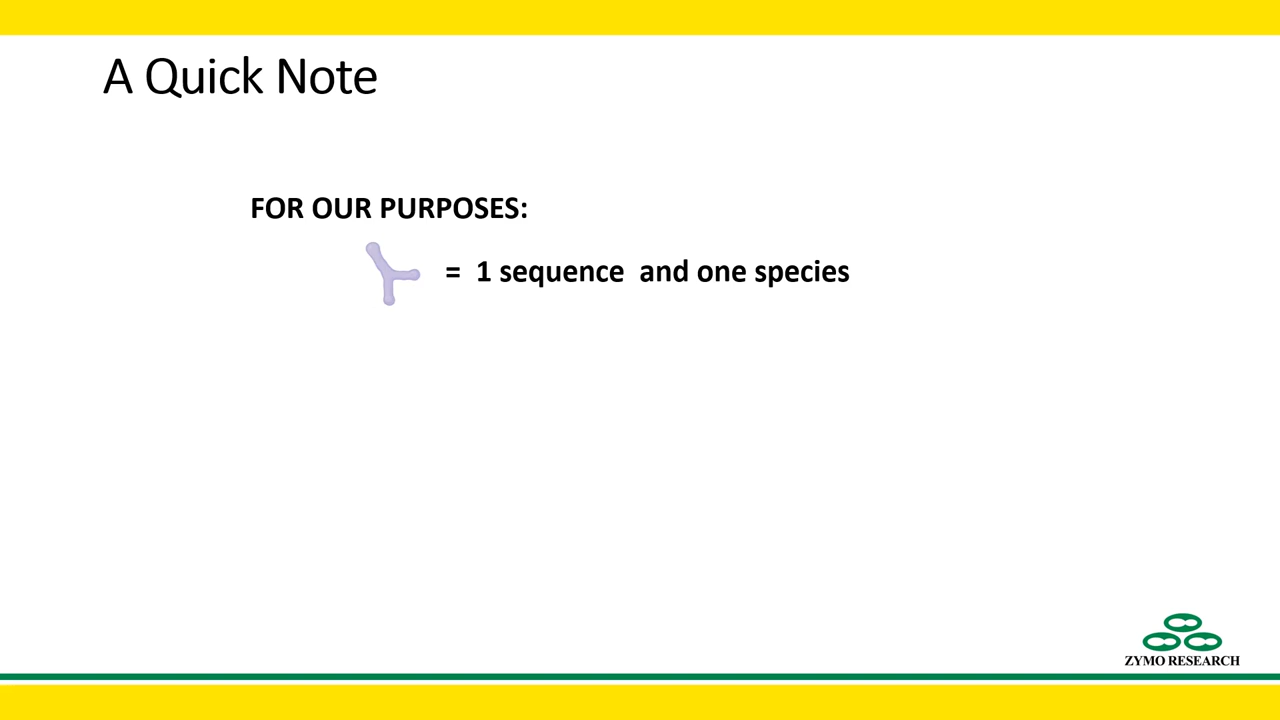 A Quick Note
FOR OUR PURPOSES:
= 1 sequence and one species
ZYMO RESEARCH